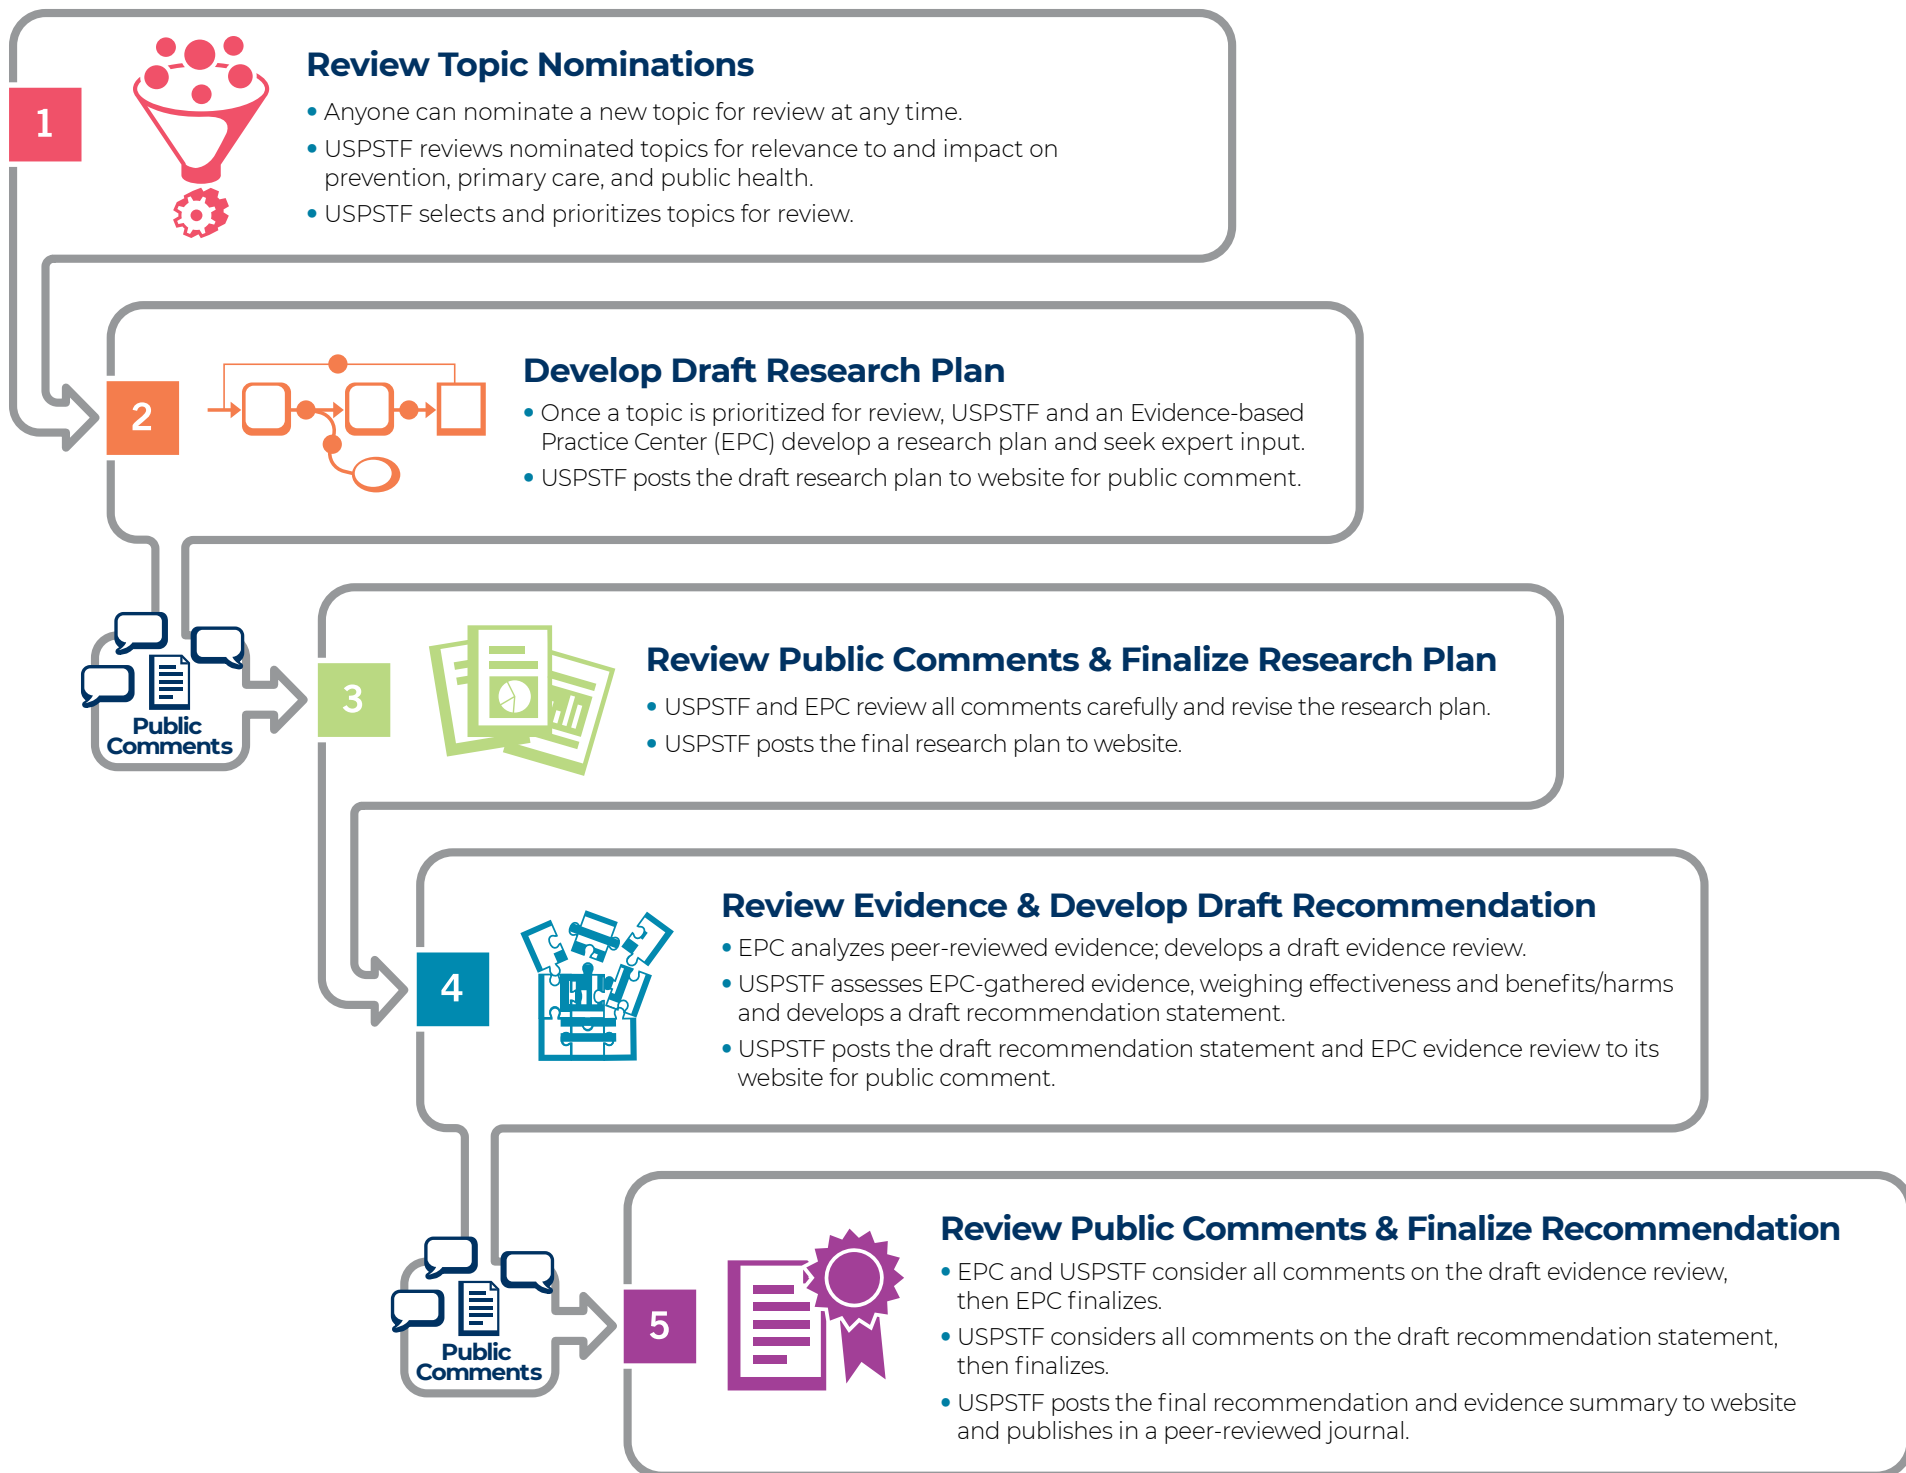 1
Review Topic Nominations
• Anyone can nominate a new topic for review at any time.
• USPSTF reviews nominated topics for relevance to and impact on
prevention, primary care, and public health.
• USPSTF selects and prioritizes topics for review.
2
Develop Draft Research Plan
• Once a topic is prioritized for review, USPSTF and an Evidence-based
Practice Center (EPC) develop a research plan and seek expert input.
• USPSTF posts the draft research plan to website for public comment.
Public
Comments
3
Review Public Comments & Finalize Research Plan
• USPSTF and EPC review all comments carefully and revise the research plan.
• USPSTF posts the final research plan to website.
4
Review Evidence & Develop Draft Recommendation
• EPC analyzes peer-reviewed evidence; develops a draft evidence review.
• USPSTF assesses EPC-gathered evidence, weighing effectiveness and benefits/harms
and develops a draft recommendation statement.
• USPSTF posts the draft recommendation statement and EPC evidence review to its
website for public comment.
Public
Comments
5
Review Public Comments & Finalize Recommendation
• EPC and USPSTF consider all comments on the draft evidence review,
then EPC finalizes.
• USPSTF considers all comments on the draft recommendation statement,
then finalizes.
• USPSTF posts the final recommendation and evidence summary to website
and publishes in a peer-reviewed journal.